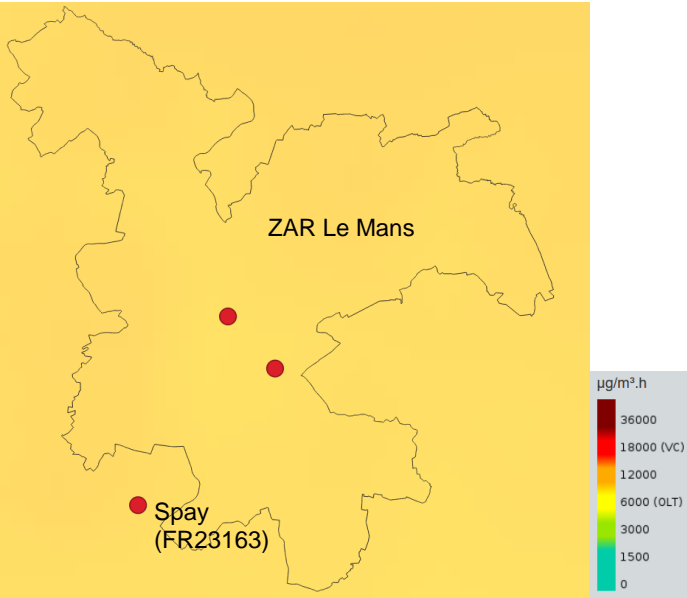 ZAR Le Mans
Spay
(FR23163)
µg/m³.h
36000
18000 (VC)
12000
6000 (OLT)
3000
1500
0